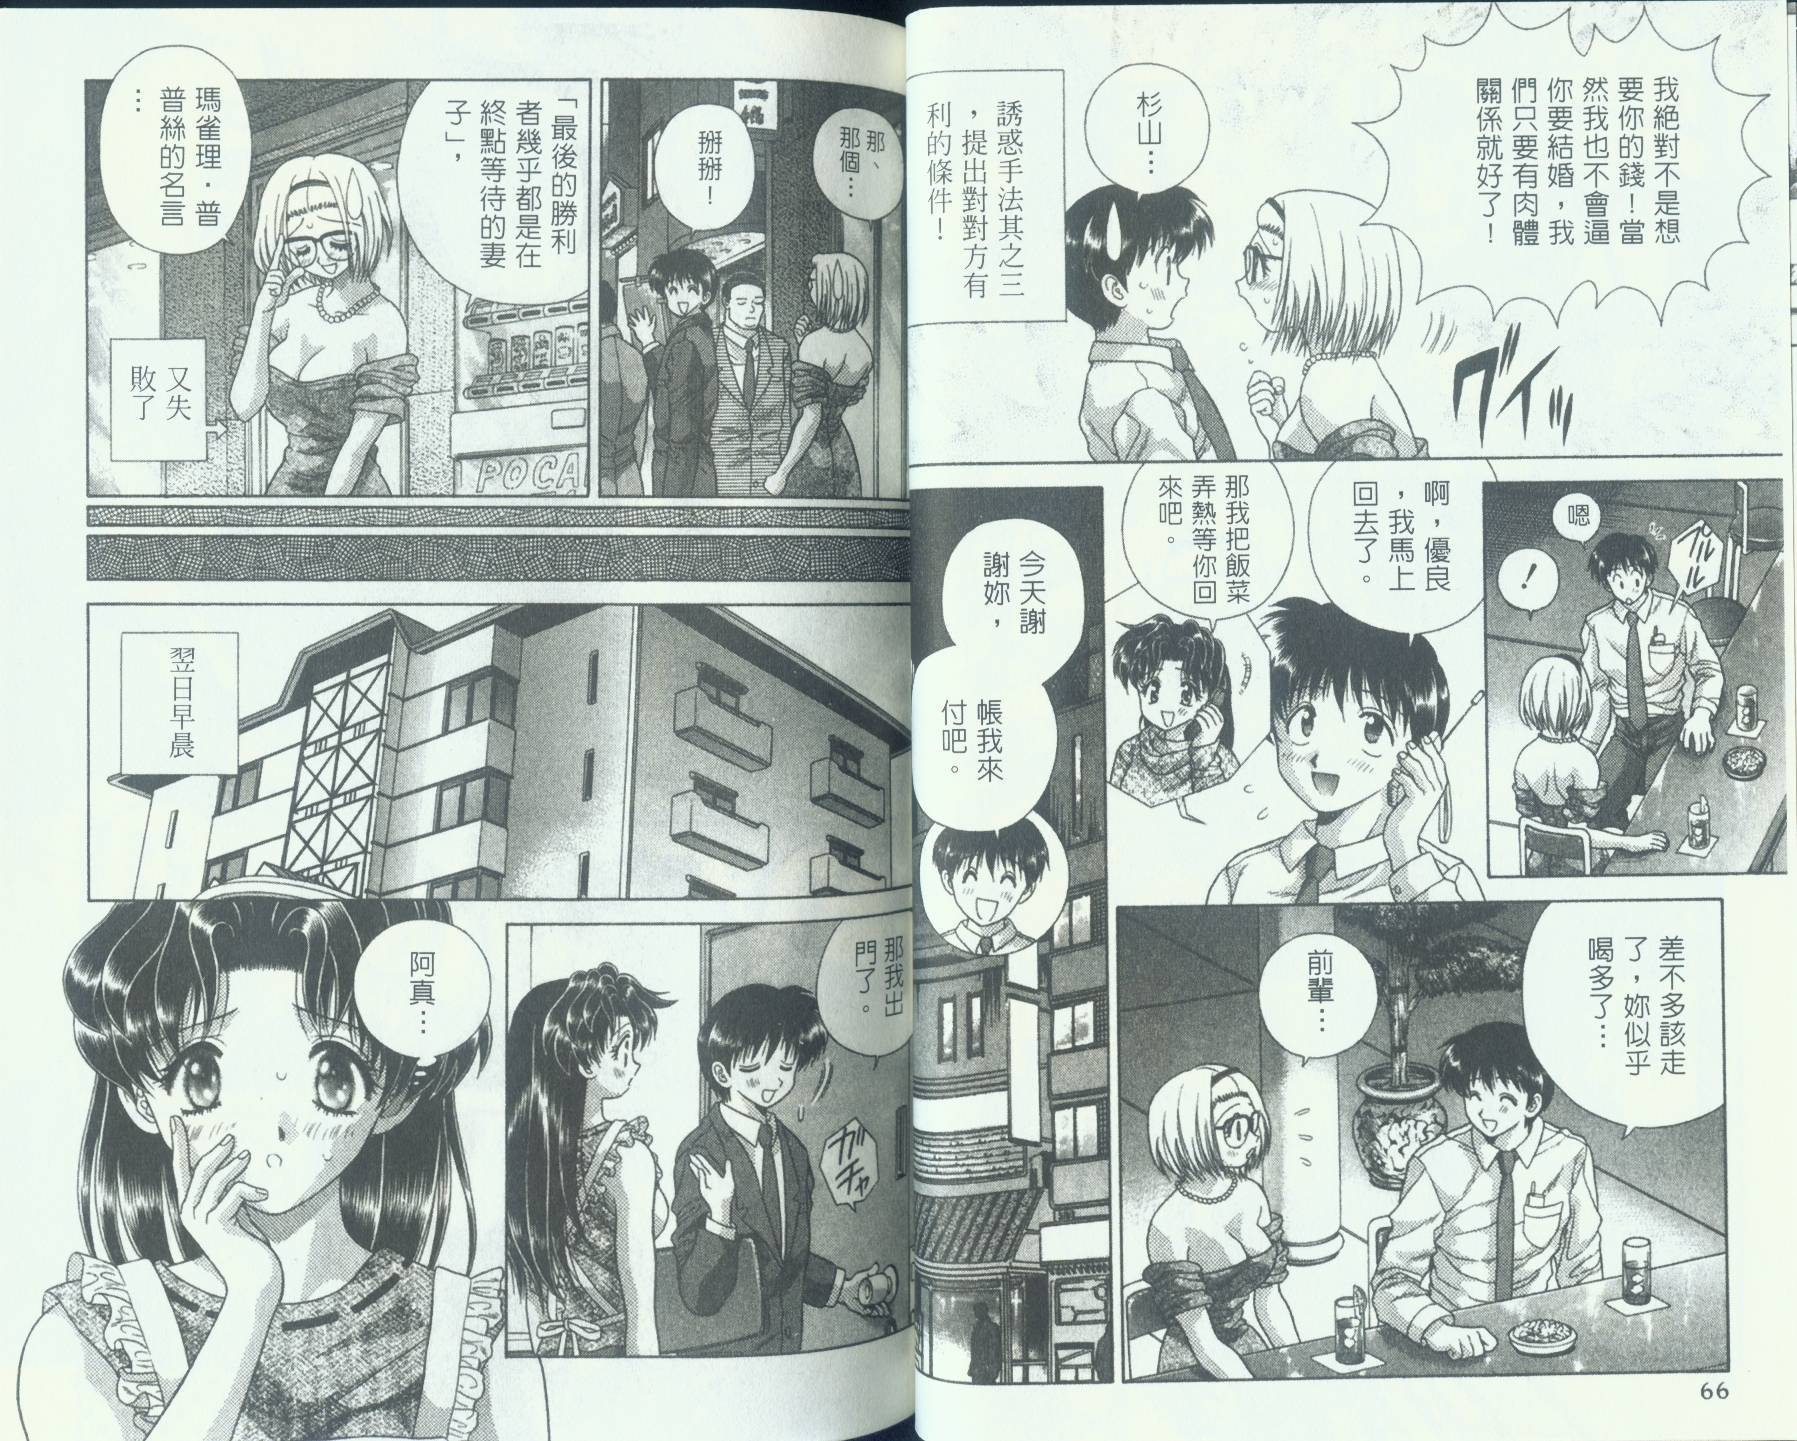 我絕對不是想
要你的錢！當
然我也不會逼
你要結婚，我
們只要有肉體
關係就好了！
杉山…
誘惑手法其之三
，提出對對方有
利的條件！
グイッ
嗯
プルルル
！
啊，優良
，我馬上
回去了。
那我把飯菜
弄熱等你回
來吧。
差不多該走
了，妳似乎
喝多了…
前輩…
今天謝
謝妳，
帳我來
付吧。
66
那、
那個…
掰掰！
「最後的勝利
者幾乎都是在
終點等待的妻
子」，
瑪雀理．普
普絲的名言
…
又失
敗了
POCA
翌日早晨
那我出
門了。
ガチャ
阿真…